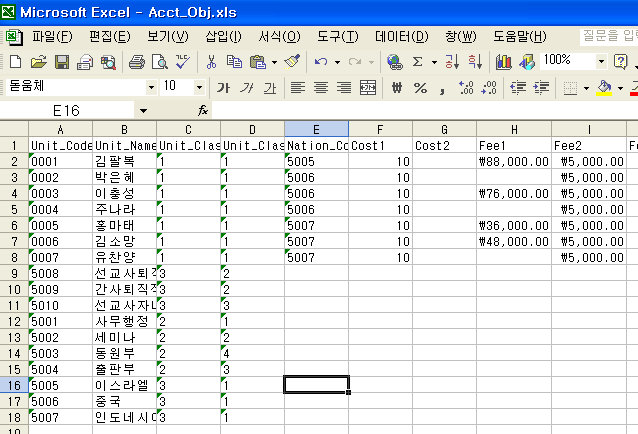 Microsoft Excel - Acct_Obj.xls
파일(F) 편집(E) 보기(V) 삽입(I) 서식(O) 도구(T) 데이터(D) 창(W) 도움말(H) 질문을 입
100%
돋움체 10 가 가 가 % ,
E16 fx
A B C D E F G H I
1 Unit_Code Unit_Name Unit_Clas Unit_Clas Nation_Co Cost1 Cost2 Fee1 Fee2 Fe
2 0001 김팔복 1 1 5005 10 ₩88,000.00 ₩5,000.00
3 0002 박은혜 1 1 5006 10 ₩5,000.00
4 0003 이충성 1 1 5006 10 ₩76,000.00 ₩5,000.00
5 0004 주나라 1 1 5006 10 ₩5,000.00
6 0005 홍마태 1 1 5007 10 ₩36,000.00 ₩5,000.00
7 0006 김소망 1 1 5007 10 ₩48,000.00 ₩5,000.00
8 0007 유찬양 1 1 5007 10 ₩5,000.00
9 5008 선교사퇴직 3 2
10 5009 간사퇴직적 3 2
11 5010 선교사자녀 3 3
12 5001 사무행정 2 1
13 5002 세미나 2 2
14 5003 동원부 2 4
15 5004 출판부 2 3
16 5005 이스라엘 3 1
17 5006 중국 3 1
18 5007 인도네시아 3 1